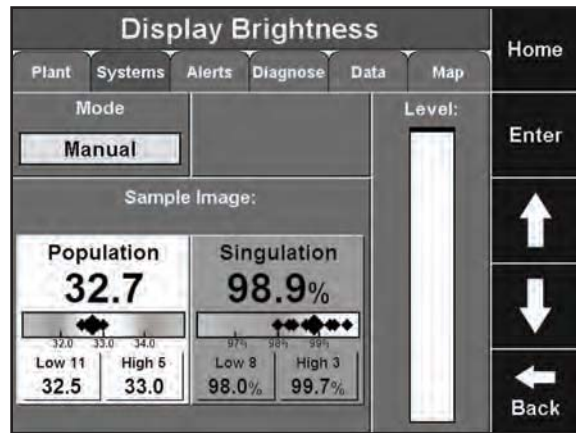 Display Brightness
Home
Plant Systems Alerts Diagnose Data Map
Mode
Level:
Manual
Enter
Sample Image:
Population Singulation
32.7 98.9%
32.0 33.0 34.0 97% 98% 99%
Low 11 High 5 Low 8 High 3
32.5 33.0 98.0% 99.7%
Back